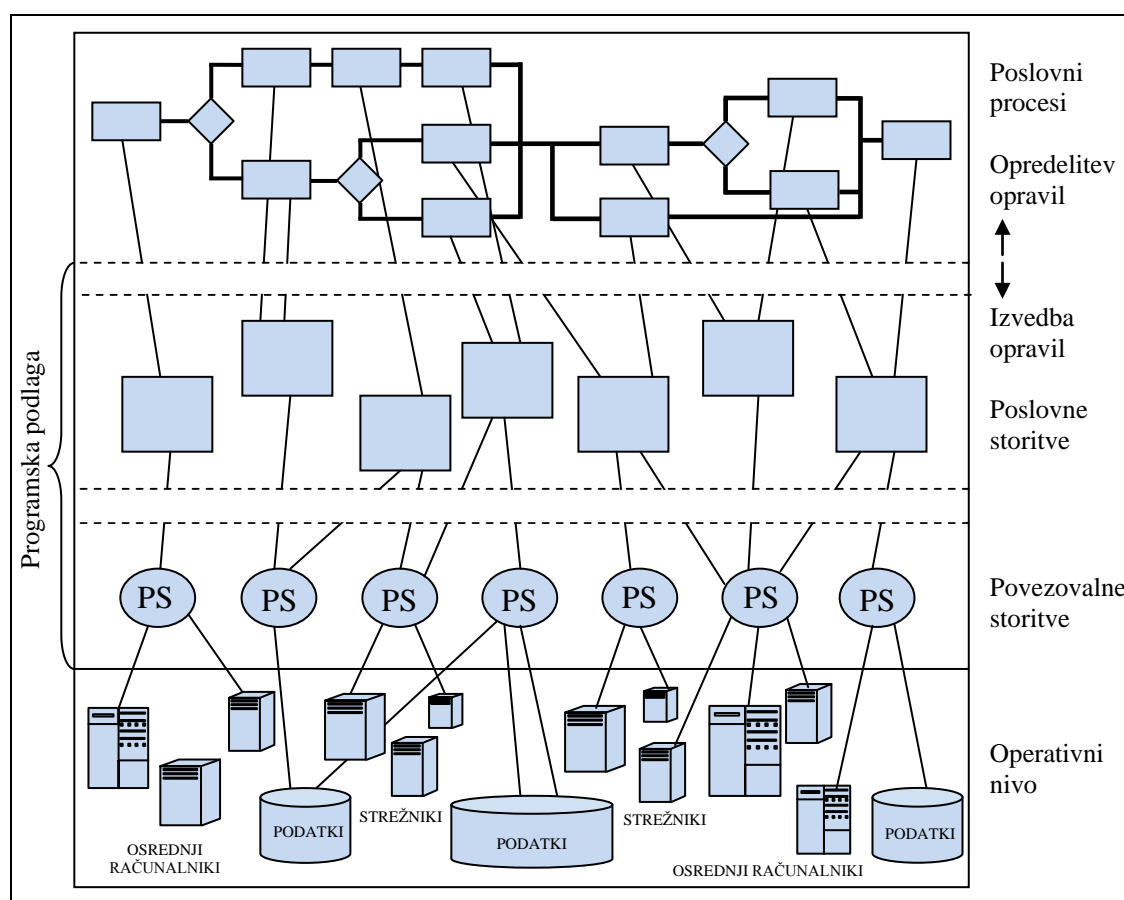 Poslovni
procesi
Opredelitev
opravil
Izvedba
opravil
Programska podlaga
Poslovne
storitve
PS
PS
PS
PS
PS
PS
PS
Povezovalne
storitve
Operativni
nivo
STREŽNIKI
STREŽNIKI
PODATKI
PODATKI
PODATKI
OSREDNJI
RAČUNALNIKI
OSREDNJI RAČUNALNIKI